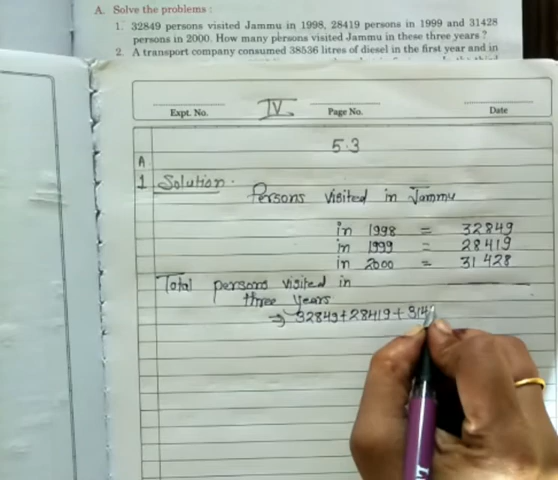 A. Solve the problems :
1. 32849 persons visited Jammu in 1998, 28419 persons in 1999 and 31428
persons in 2000. How many persons visited Jammu in these three years ?
2. A transport company consumed 38536 litres of diesel in the first year and in
Expt. No. IV Page No. Date
5.3
A
1 Solution.
Persons visited in Jammu
in 1998 = 32849
in 1999 = 28419
in 2000 = 31428
Total persons visited in
three years
⇒ 32849+28419+314